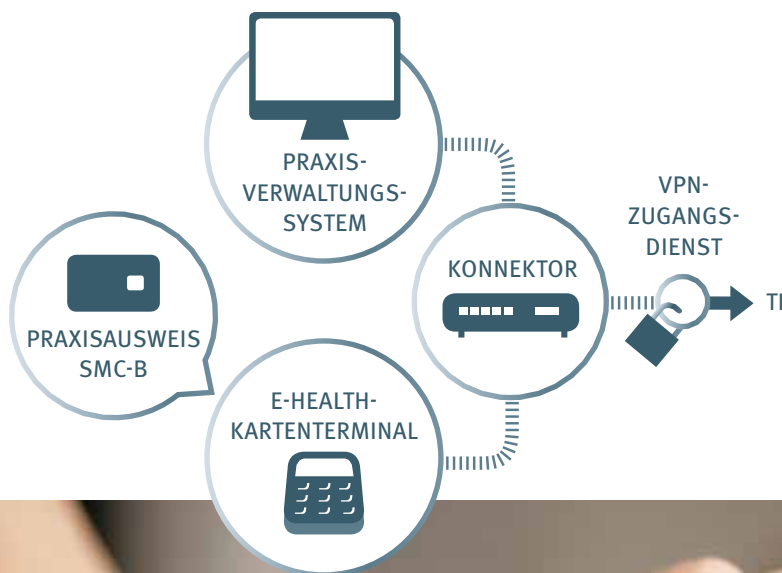 PRAXIS-
VERWALTUNGS-
SYSTEM
VPN-
ZUGANGS-
DIENST
KONNEKTOR
PRAXISAUSWEIS
SMC-B
E-HEALTH-
KARTENTERMINAL